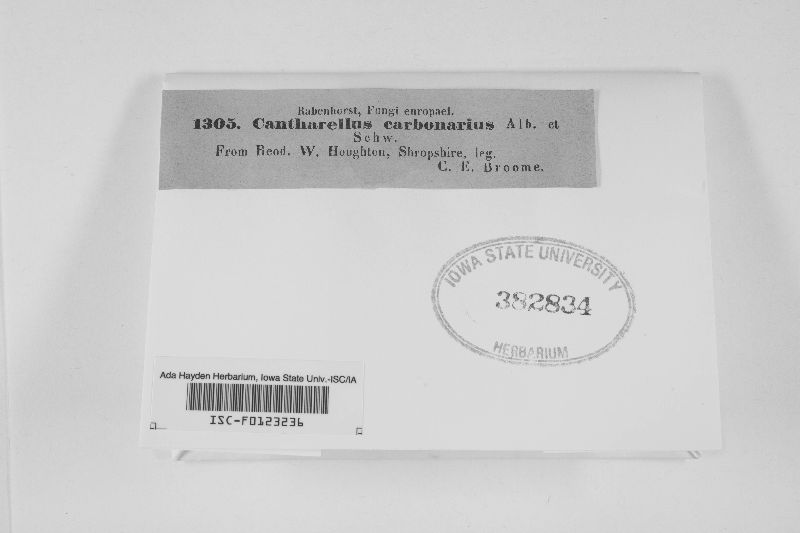 Rabenhorst, Fungi europaei.
1305. Cantharellus carbonarius Alb. et
Schw.
From Reod. W. Houghton, Shropshire, leg.
C. E. Broome.
IOWA STATE UNIVERSITY
382834
HERBARIUM
Ada Hayden Herbarium, Iowa State Univ.-ISC/IA
ISC-F0123236